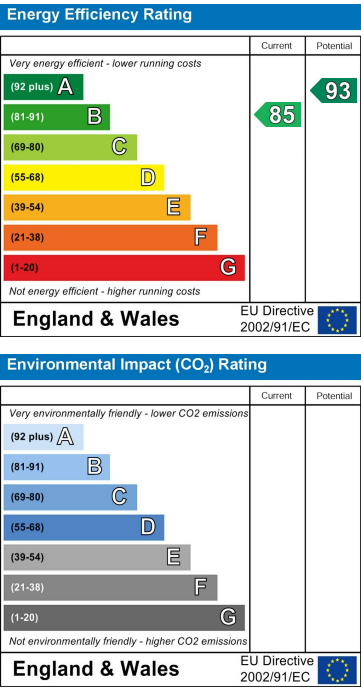 Energy Efficiency Rating
Current Potential
Very energy efficient - lower running costs
(92 plus) A
93
(81-91) B
85
(69-80) C
(55-68) D
(39-54) E
(21-38) F
(1-20) G
Not energy efficient - higher running costs
England & Wales
EU Directive
2002/91/EC
Environmental Impact (CO₂) Rating
Current Potential
Very environmentally friendly - lower CO2 emissions
(92 plus) A
(81-91) B
(69-80) C
(55-68) D
(39-54) E
(21-38) F
(1-20) G
Not environmentally friendly - higher CO2 emissions
England & Wales
EU Directive
2002/91/EC